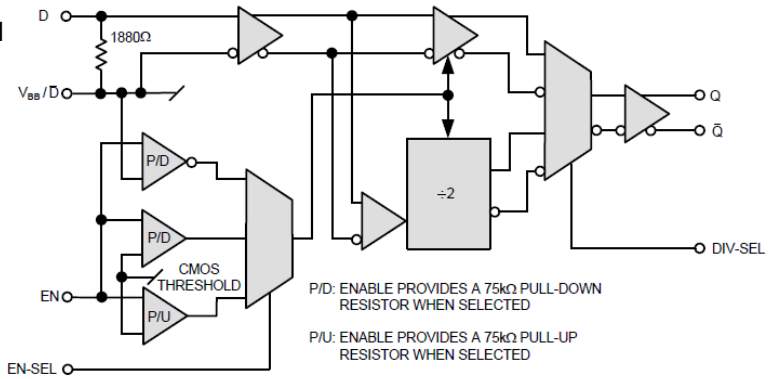 D
1880Ω
V_BB/D̄
P/D
P/D
CMOS
THRESHOLD
EN
P/U
EN-SEL
÷2
Q
Q̄
DIV-SEL
P/D: ENABLE PROVIDES A 75kΩ PULL-DOWN
RESISTOR WHEN SELECTED
P/U: ENABLE PROVIDES A 75kΩ PULL-UP
RESISTOR WHEN SELECTED